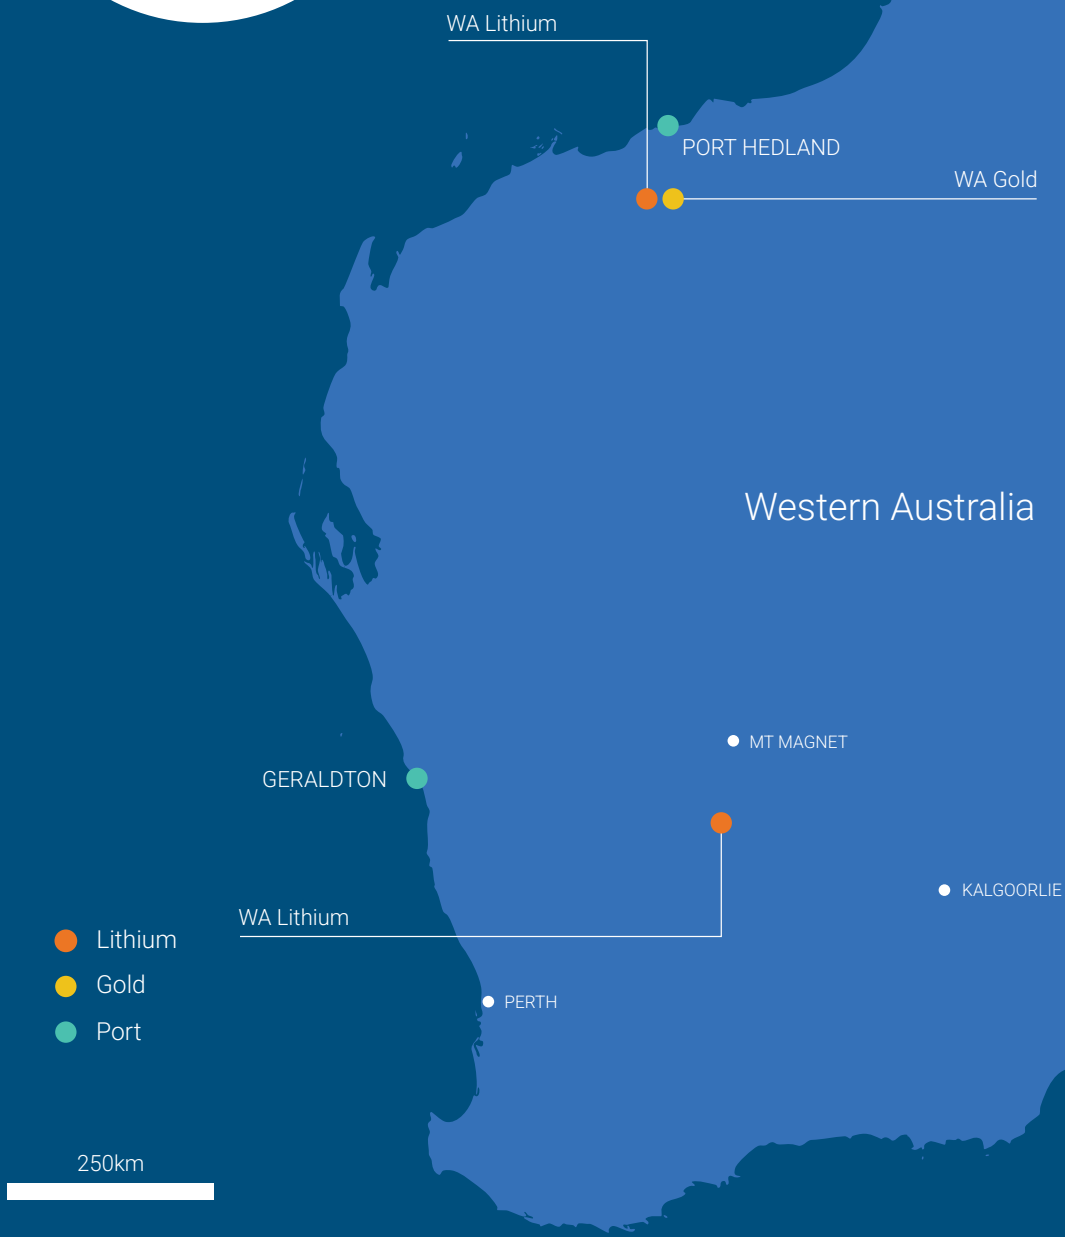 WA Lithium
PORT HEDLAND
WA Gold
Western Australia
MT MAGNET
GERALDTON
KALGOORLIE
WA Lithium
Lithium
Gold
Port
PERTH
250km